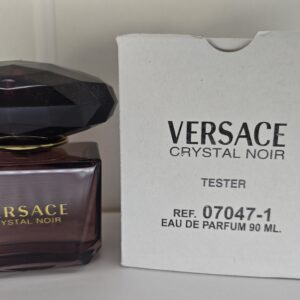 VERSACE
CRYSTAL NOIR
VERSACE
CRYSTAL NOIR
TESTER
REF. 07047-1
EAU DE PARFUM 90 ML.